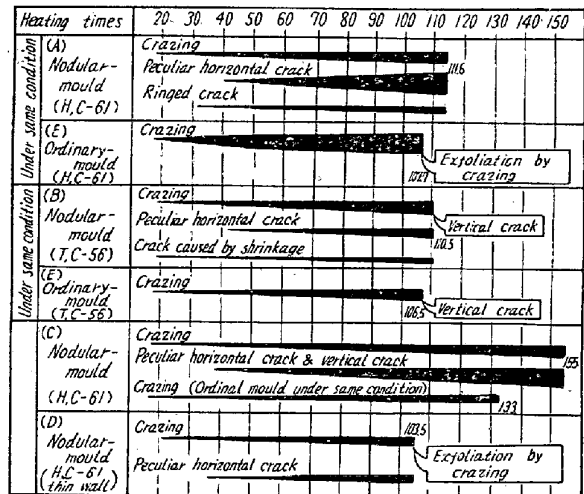 Heating times 20 30 40 50 60 70 80 90 100 110 120 130 140 150
Under same condition
(A)
Nodular-
mould
(H,C-61)
Crazing
Peculiar horizontal crack
Ringed crack
111.6
(E)
Ordinary-
mould
(H,C-61)
Crazing
Exfoliation by
crazing
Under same condition
(B)
Nodular-
mould
(T,C-56)
Crazing
Peculiar horizontal crack
Crack caused by shrinkage
Vertical crack
110.5
(E)
Ordinary-
mould
(T,C-56)
Crazing
106.5
Vertical crack
(C)
Nodular-
mould
(H,C-61)
Crazing
Peculiar horizontal crack & vertical crack
Crazing (Ordinal mould under same condition)
155
133
(D)
Nodular-
mould
(H,C-61
thin wall)
Crazing
Peculiar horizontal crack
103.5
Exfoliation by
crazing